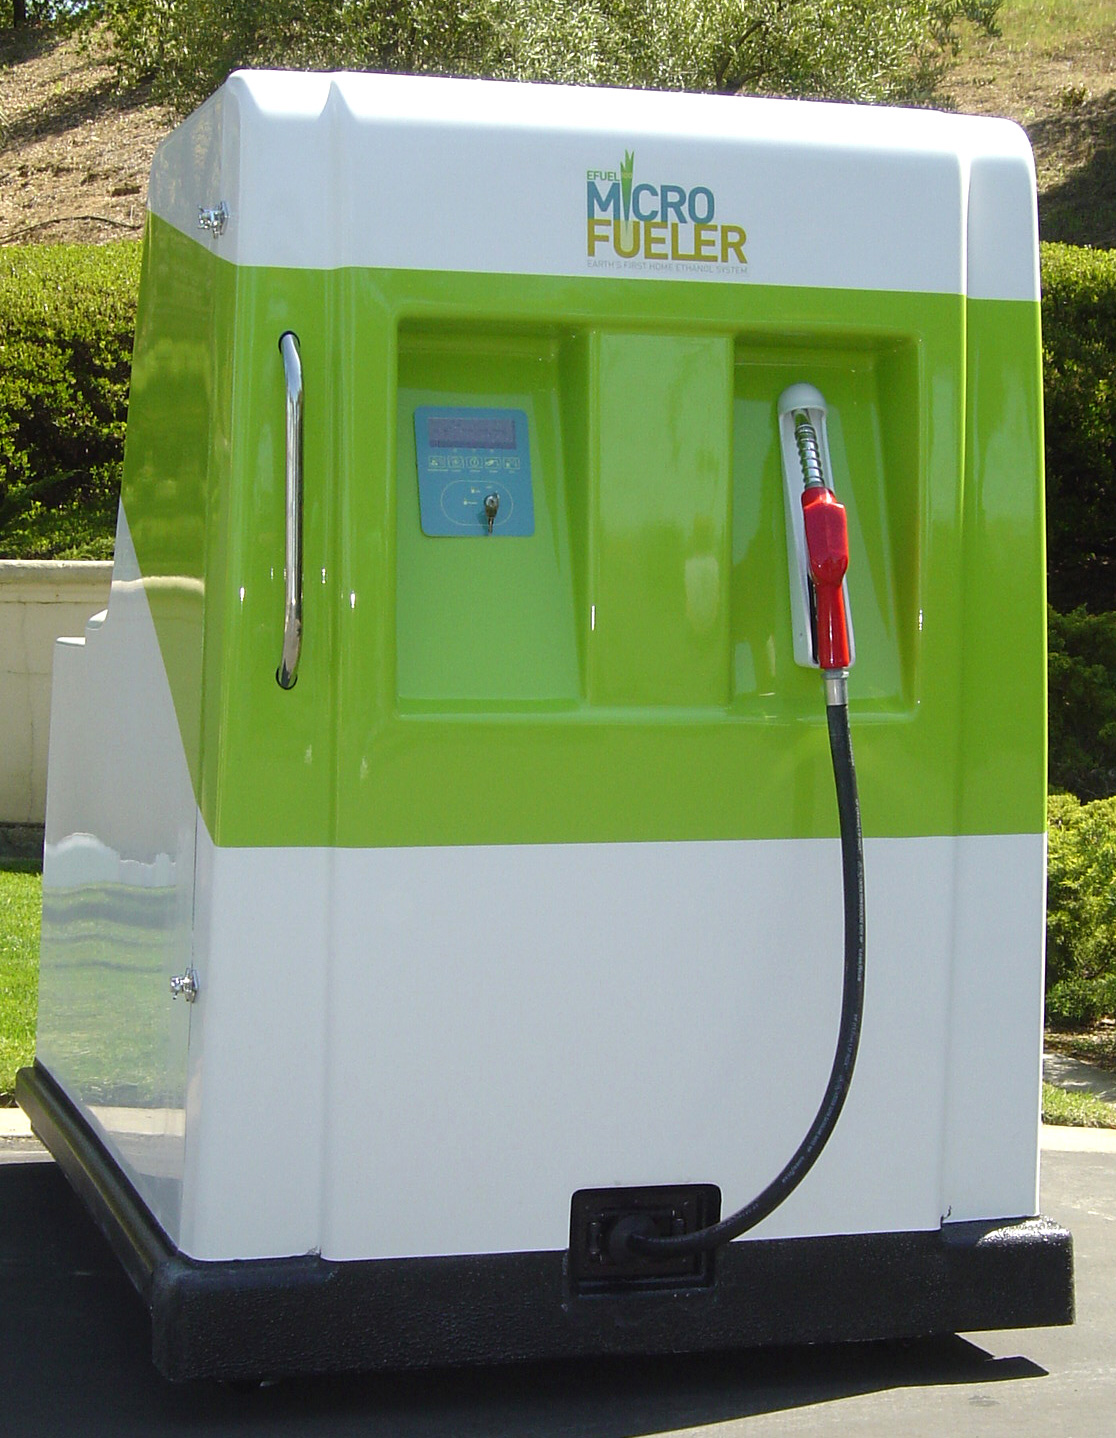 EFUEL
MICRO
FUELER
EARTH'S FIRST HOME ETHANOL SYSTEM